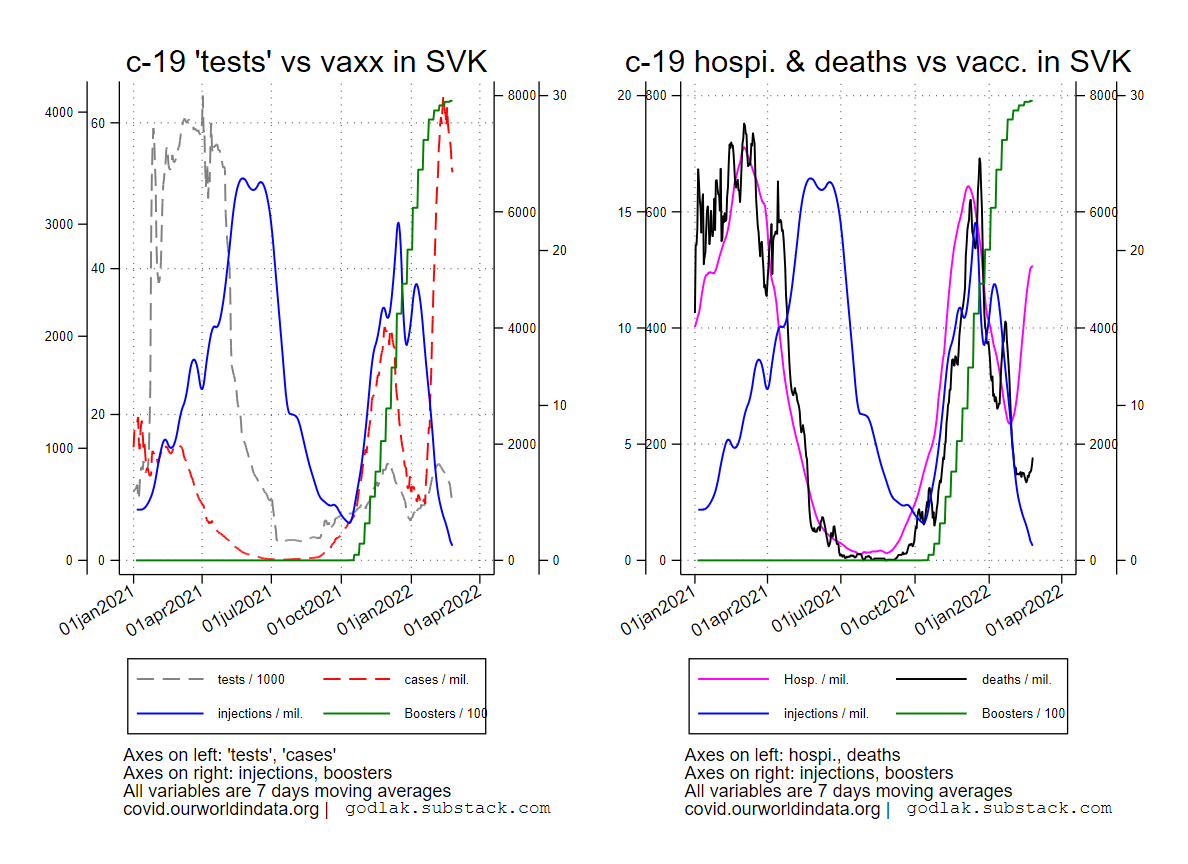 c-19 'tests' vs vaxx in SVK
4000
3000
2000
1000
0
60
40
20
0
8000
6000
4000
2000
0
30
20
10
0
01jan2021
01apr2021
01jul2021
01oct2021
01jan2022
01apr2022
tests / 1000
cases / mil.
injections / mil.
Boosters / 100
Axes on left: 'tests', 'cases'
Axes on right: injections, boosters
All variables are 7 days moving averages
covid.ourworldindata.org | godlak.substack.com
c-19 hospi. & deaths vs vacc. in SVK
20
15
10
5
0
800
600
400
200
0
8000
6000
4000
2000
0
30
20
10
0
01jan2021
01apr2021
01jul2021
01oct2021
01jan2022
01apr2022
Hosp. / mil.
deaths / mil.
injections / mil.
Boosters / 100
Axes on left: hospi., deaths
Axes on right: injections, boosters
All variables are 7 days moving averages
covid.ourworldindata.org | godlak.substack.com